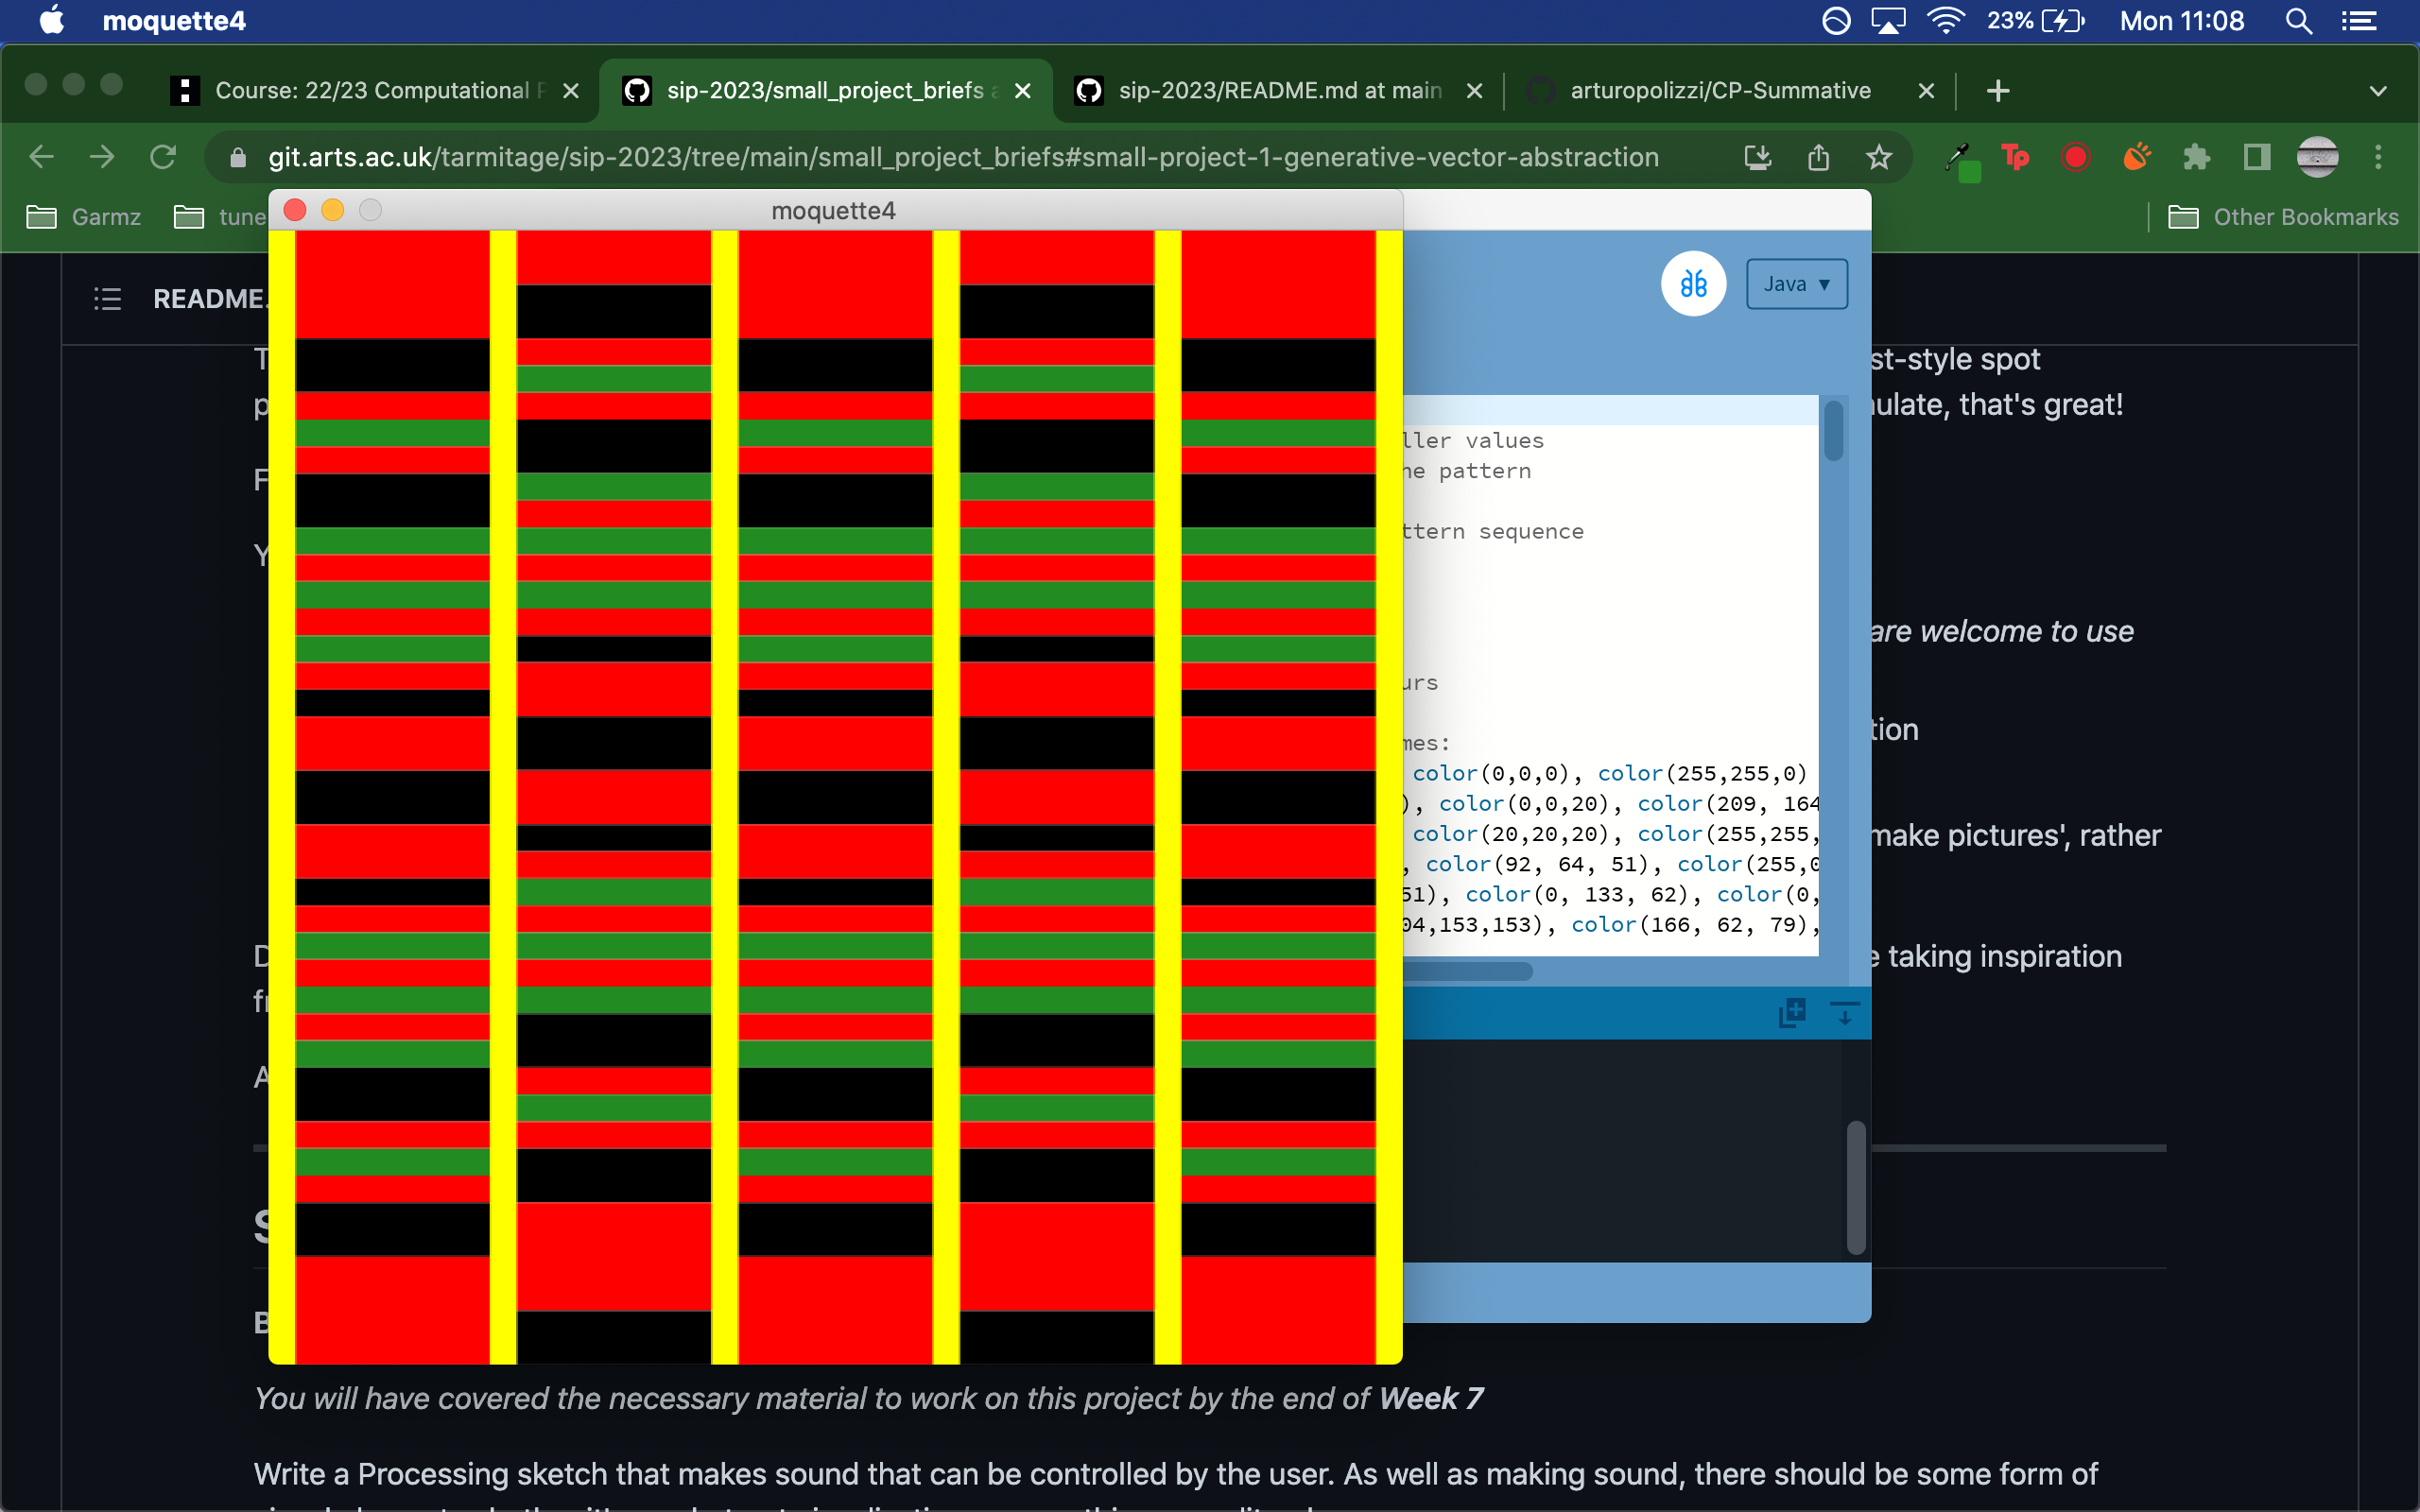 moquette4
23% Mon 11:08
Course: 22/23 Computational P
sip-2023/small_project_briefs a
sip-2023/README.md at main
arturopolizzi/CP-Summative
git.arts.ac.uk/tarmitage/sip-2023/tree/main/small_project_briefs#small-project-1-generative-vector-abstraction
Tp
Garmz
tune
Other Bookmarks
moquette4
Java ▼
README.
T
st-style spot
p
ulate, that's great!
ller values
he pattern
F
ttern sequence
Y
are welcome to use
urs
tion
mes:
color(0,0,0), color(255,255,0)
), color(0,0,20), color(209, 164
color(20,20,20), color(255,255,
make pictures', rather
, color(92, 64, 51), color(255,0
51), color(0, 133, 62), color(0,
04,153,153), color(166, 62, 79),
D
e taking inspiration
fr
A
S
B
You will have covered the necessary material to work on this project by the end of Week 7
Write a Processing sketch that makes sound that can be controlled by the user. As well as making sound, there should be some form of